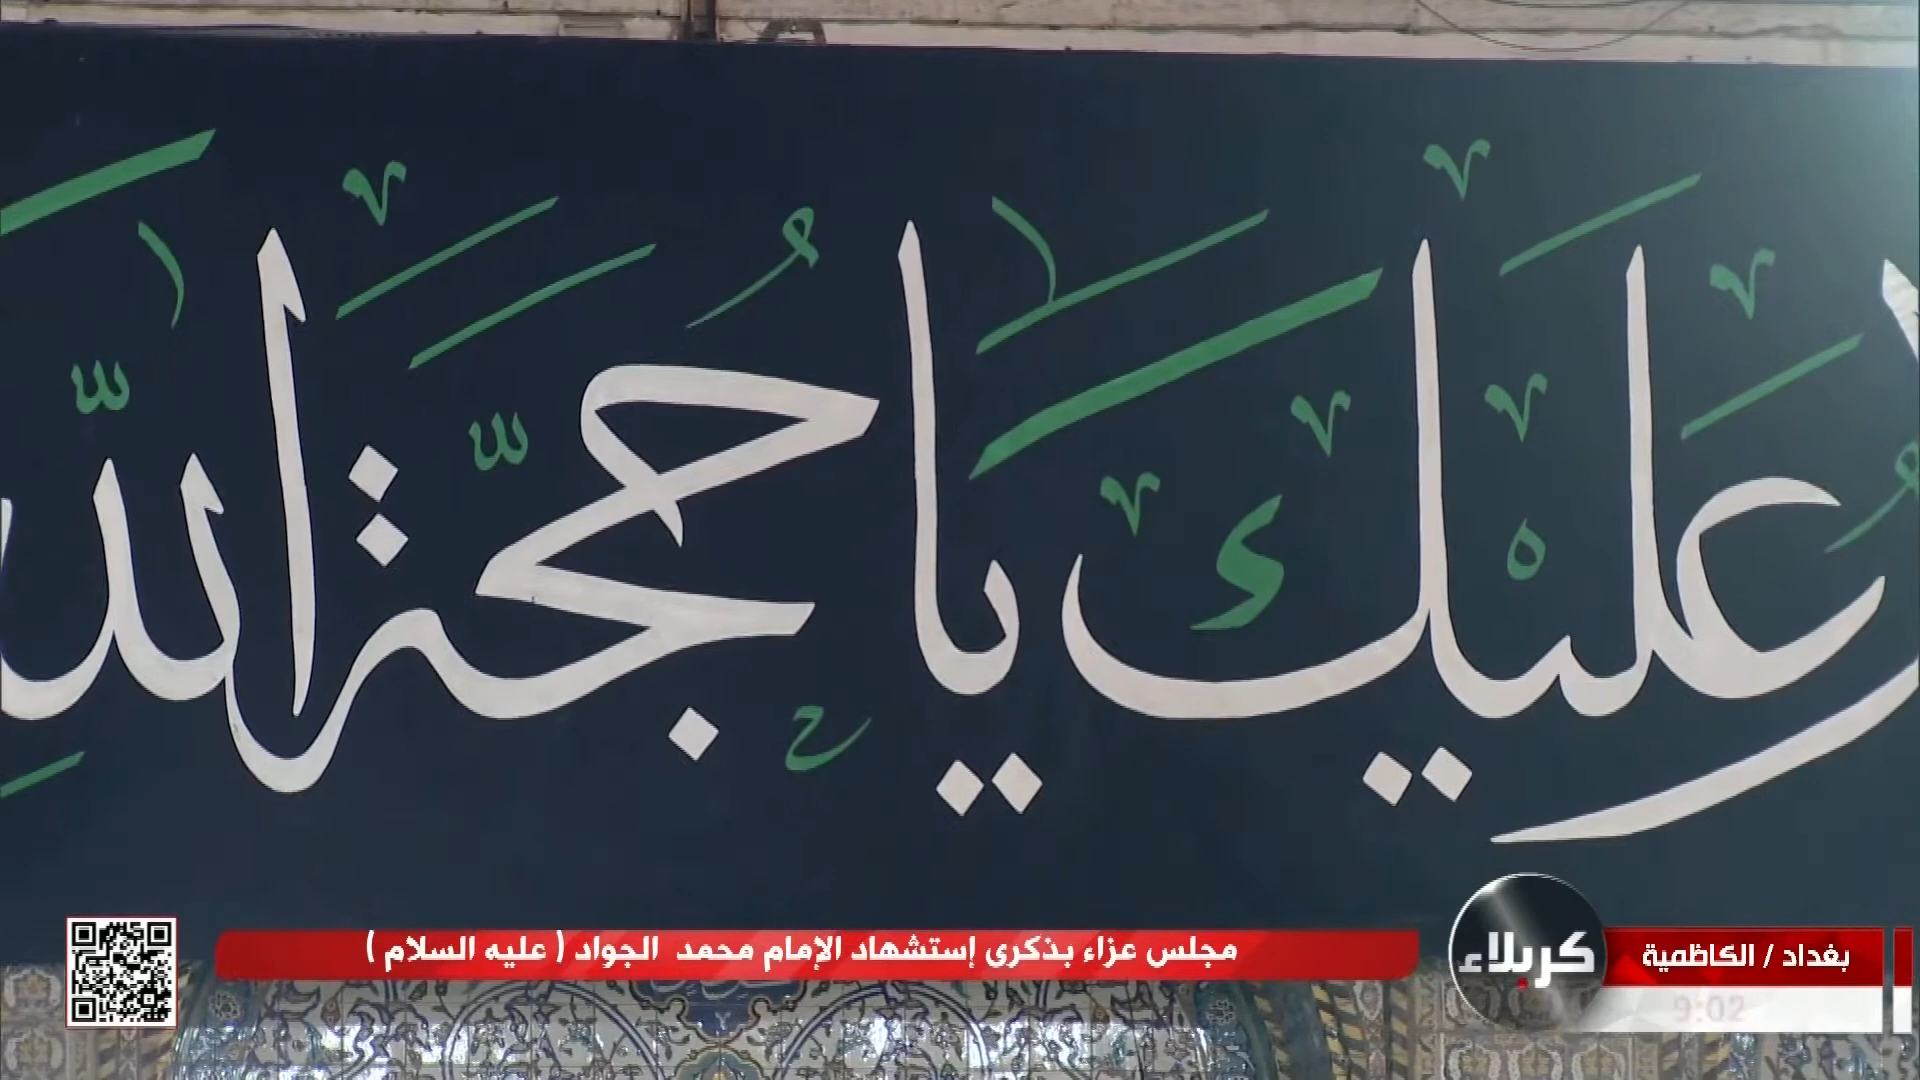 عليك يا حجة الله
مجلس عزاء بذكرى إستشهاد الإمام محمد الجواد ( عليه السلام )
كربلاء
بغداد / الكاظمية
9:02